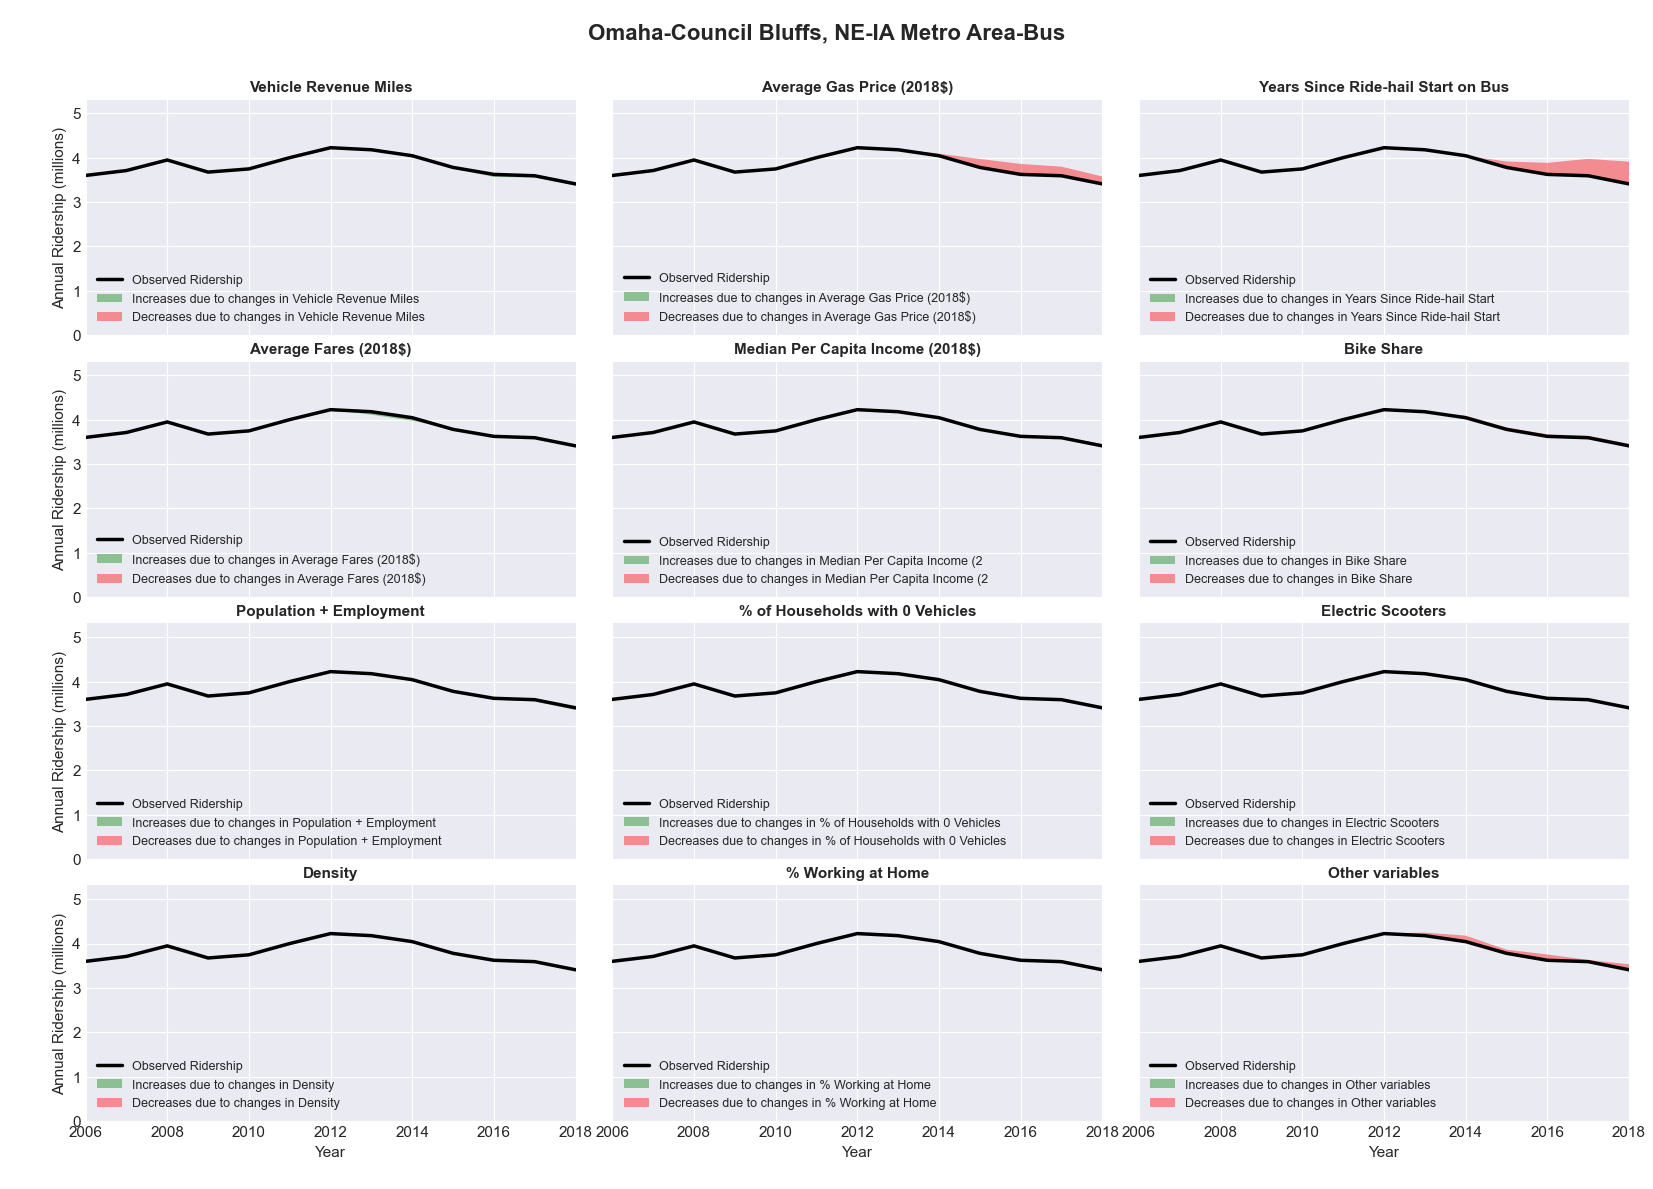 Omaha-Council Bluffs, NE-IA Metro Area-Bus
Vehicle Revenue Miles
Annual Ridership (millions)
5
4
3
2
1
0
Observed Ridership
Increases due to changes in Vehicle Revenue Miles
Decreases due to changes in Vehicle Revenue Miles
Average Gas Price (2018$)
Observed Ridership
Increases due to changes in Average Gas Price (2018$)
Decreases due to changes in Average Gas Price (2018$)
Years Since Ride-hail Start on Bus
Observed Ridership
Increases due to changes in Years Since Ride-hail Start
Decreases due to changes in Years Since Ride-hail Start
Average Fares (2018$)
Annual Ridership (millions)
5
4
3
2
1
0
Observed Ridership
Increases due to changes in Average Fares (2018$)
Decreases due to changes in Average Fares (2018$)
Median Per Capita Income (2018$)
Observed Ridership
Increases due to changes in Median Per Capita Income (2
Decreases due to changes in Median Per Capita Income (2
Bike Share
Observed Ridership
Increases due to changes in Bike Share
Decreases due to changes in Bike Share
Population + Employment
Annual Ridership (millions)
5
4
3
2
1
0
Observed Ridership
Increases due to changes in Population + Employment
Decreases due to changes in Population + Employment
% of Households with 0 Vehicles
Observed Ridership
Increases due to changes in % of Households with 0 Vehicles
Decreases due to changes in % of Households with 0 Vehicles
Electric Scooters
Observed Ridership
Increases due to changes in Electric Scooters
Decreases due to changes in Electric Scooters
Density
Annual Ridership (millions)
5
4
3
2
1
0
Observed Ridership
Increases due to changes in Density
Decreases due to changes in Density
2006 2008 2010 2012 2014 2016 2018
Year
% Working at Home
Observed Ridership
Increases due to changes in % Working at Home
Decreases due to changes in % Working at Home
2006 2008 2010 2012 2014 2016 2018
Year
Other variables
Observed Ridership
Increases due to changes in Other variables
Decreases due to changes in Other variables
2006 2008 2010 2012 2014 2016 2018
Year